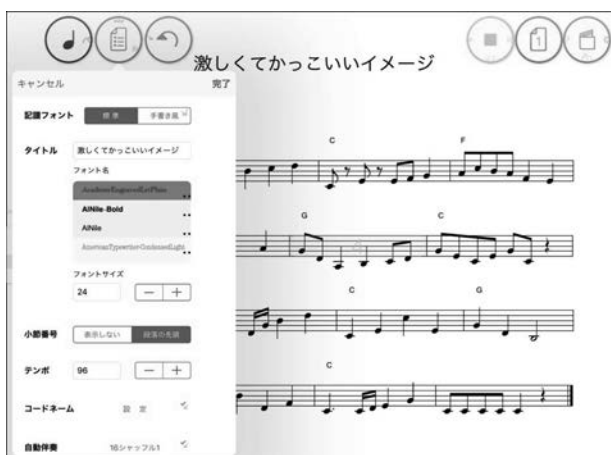 激しくてかっこいいイメージ
キャンセル 完了
記譜フォント 標準 手書き風
タイトル 激しくてかっこいいイメージ
フォント名
AcademyEngravedLetPlain
AlNile-Bold
AlNile
AmericanTypewriter-CondensedLight
フォントサイズ
24 − +
小節番号 表示しない 段落の先頭
テンポ 96 − +
コードネーム 設定
自動伴奏 16シャッフル1
1
C F
G C
C G
C